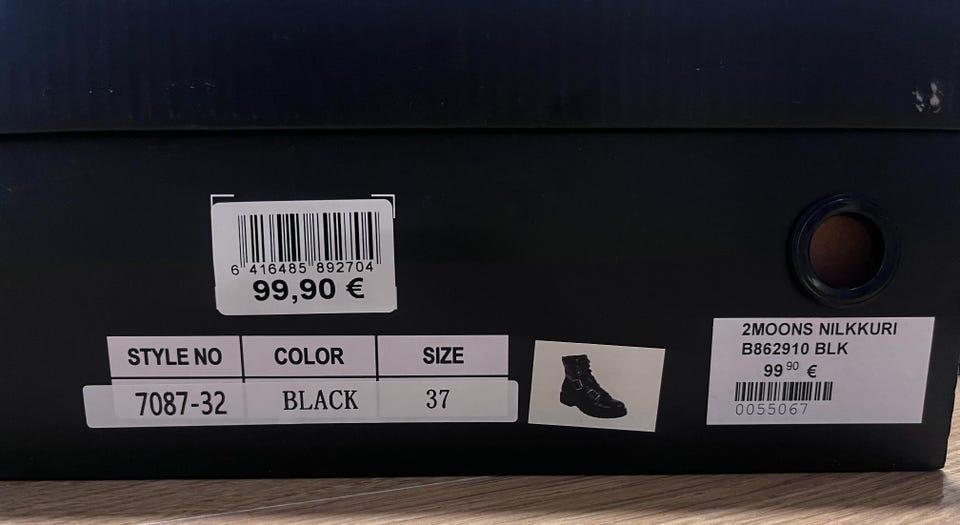 6 416485 892704
99,90 €
STYLE NO COLOR SIZE
7087-32 BLACK 37
2MOONS NILKKURI
B862910 BLK
99 90 €
0055067